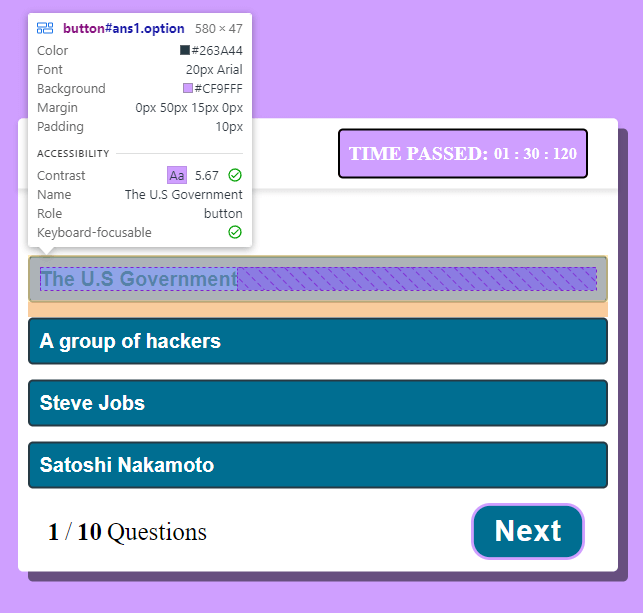 button#ans1.option 580 × 47
Color #263A44
Font 20px Arial
Background #CF9FFF
Margin 0px 50px 15px 0px
Padding 10px
ACCESSIBILITY
Contrast Aa 5.67
Name The U.S Government
Role button
Keyboard-focusable
TIME PASSED: 01 : 30 : 120
The U.S Government
A group of hackers
Steve Jobs
Satoshi Nakamoto
1 / 10 Questions
Next